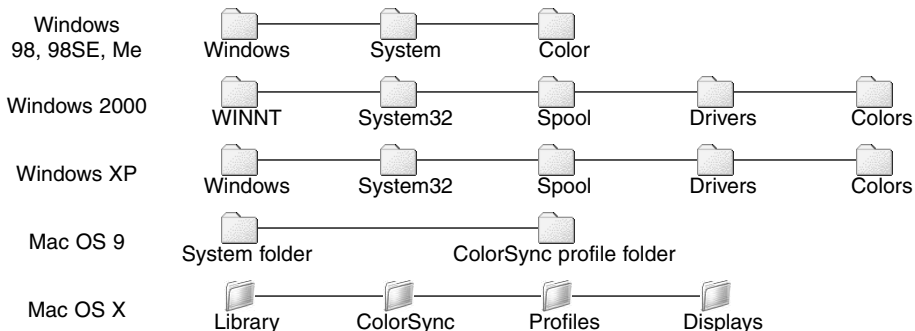 Windows
98, 98SE, Me
Windows System Color
Windows 2000
WINNT System32 Spool Drivers Colors
Windows XP
Windows System32 Spool Drivers Colors
Mac OS 9
System folder ColorSync profile folder
Mac OS X
Library ColorSync Profiles Displays